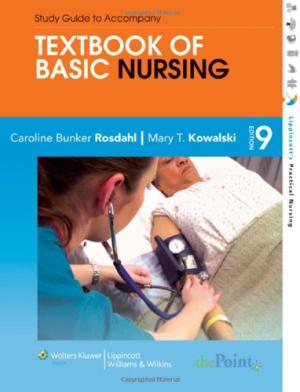 Study Guide to Accompany
TEXTBOOK OF
BASIC NURSING
Caroline Bunker Rosdahl | Mary T. Kowalski
EDITION 9
Lippincott's Practical Nursing
Wolters Kluwer | Lippincott
Williams & Wilkins
thePoint